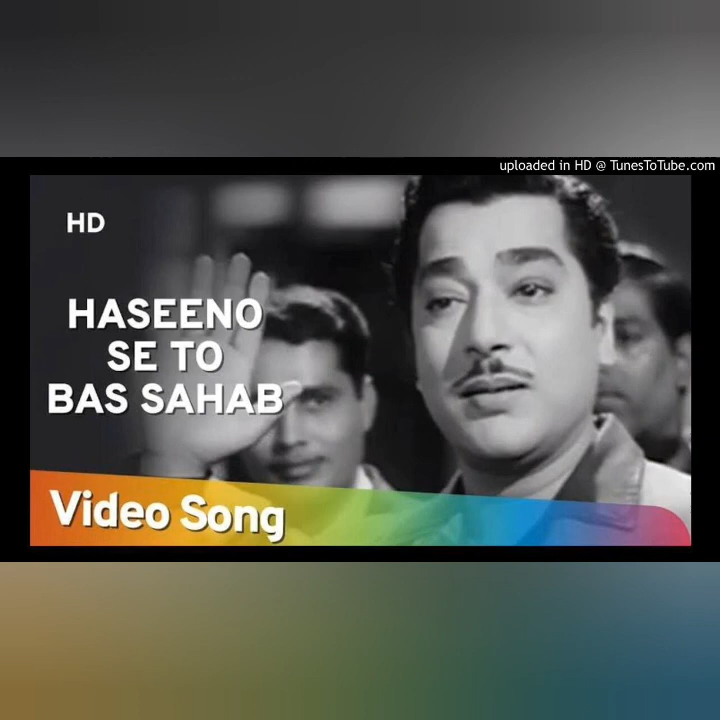 uploaded in HD @ TunesToTube.com
HD
HASEENO
SE TO
BAS SAHAB
Video Song